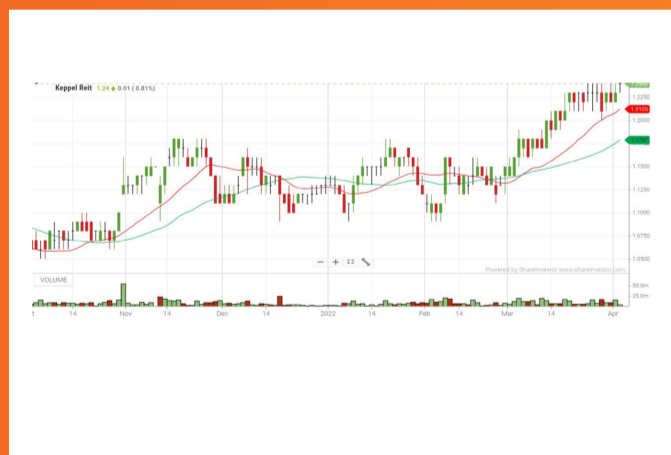 Keppel Reit 1.24 0.01 ( 0.81%)
1.2250
1.2125
1.2000
1.1500
1.1250
1.1000
1.0750
1.0500
Powered by ShareInvestor www.shareinvestor.com
VOLUME
50.0m
25.0m
14 Nov 14 Dec 14 2022 14 Feb 14 Mar 14 Apr